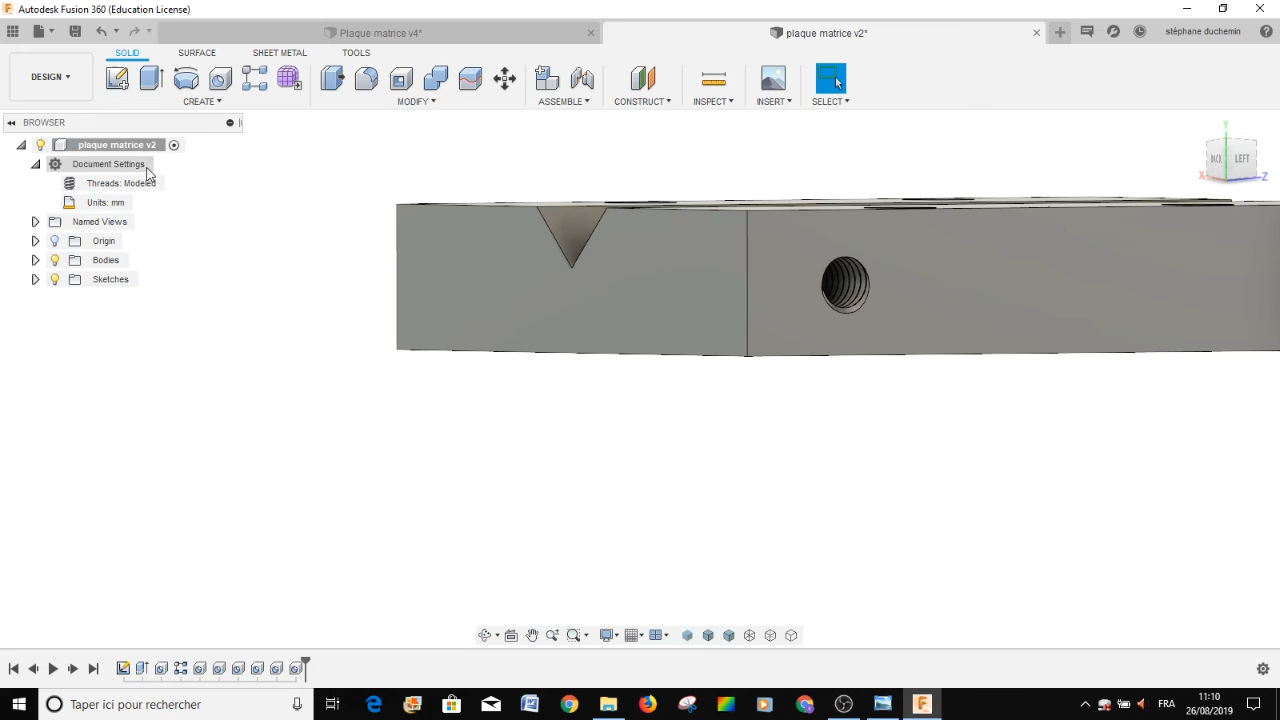 Autodesk Fusion 360 (Education License)
Plaque matrice v4*
plaque matrice v2*
stéphane duchemin
SOLID
SURFACE
SHEET METAL
TOOLS
DESIGN
CREATE
MODIFY
ASSEMBLE
CONSTRUCT
INSPECT
INSERT
SELECT
BROWSER
plaque matrice v2
Document Settings
Threads: Modeled
Units: mm
Named Views
Origin
Bodies
Sketches
Y
LEFT
X
Z
Taper ici pour rechercher
FRA
11:10
26/08/2019